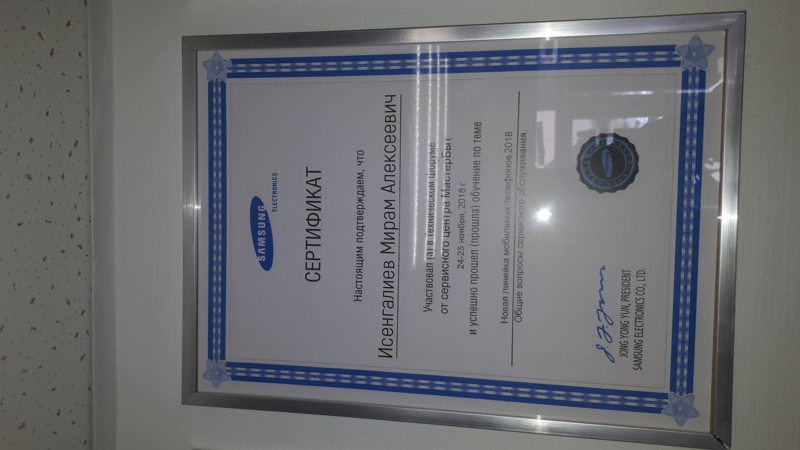 SAMSUNG
ELECTRONICS
СЕРТИФИКАТ
Настоящим подтверждаем, что
Исенгалиев Мирам Алексеевич
Участвовал (а) в техническом форуме
от сервисного центра МастерБыт
24-25 ноября, 2018 г.
и успешно прошел (прошла) обучение по теме
Новая линейка мобильных телефонов 2018
Общие вопросы сервисного обслуживания.
JONG YONG YUN, PRESIDENT
SAMSUNG ELECTRONICS CO., LTD.